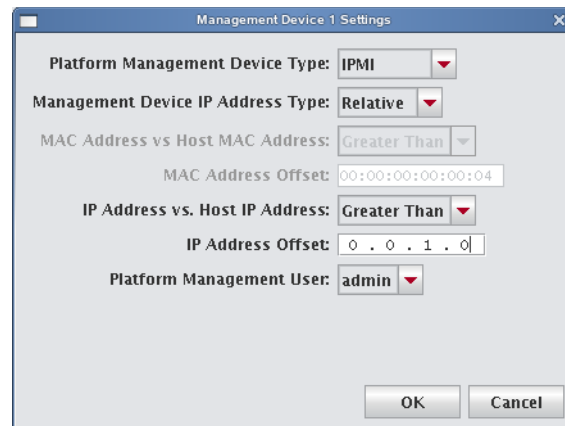 Management Device 1 Settings
Platform Management Device Type: IPMI
Management Device IP Address Type: Relative
MAC Address vs Host MAC Address: Greater Than
MAC Address Offset: 00:00:00:00:00:04
IP Address vs. Host IP Address: Greater Than
IP Address Offset: 0 . 0 . 1 . 0
Platform Management User: admin
OK Cancel